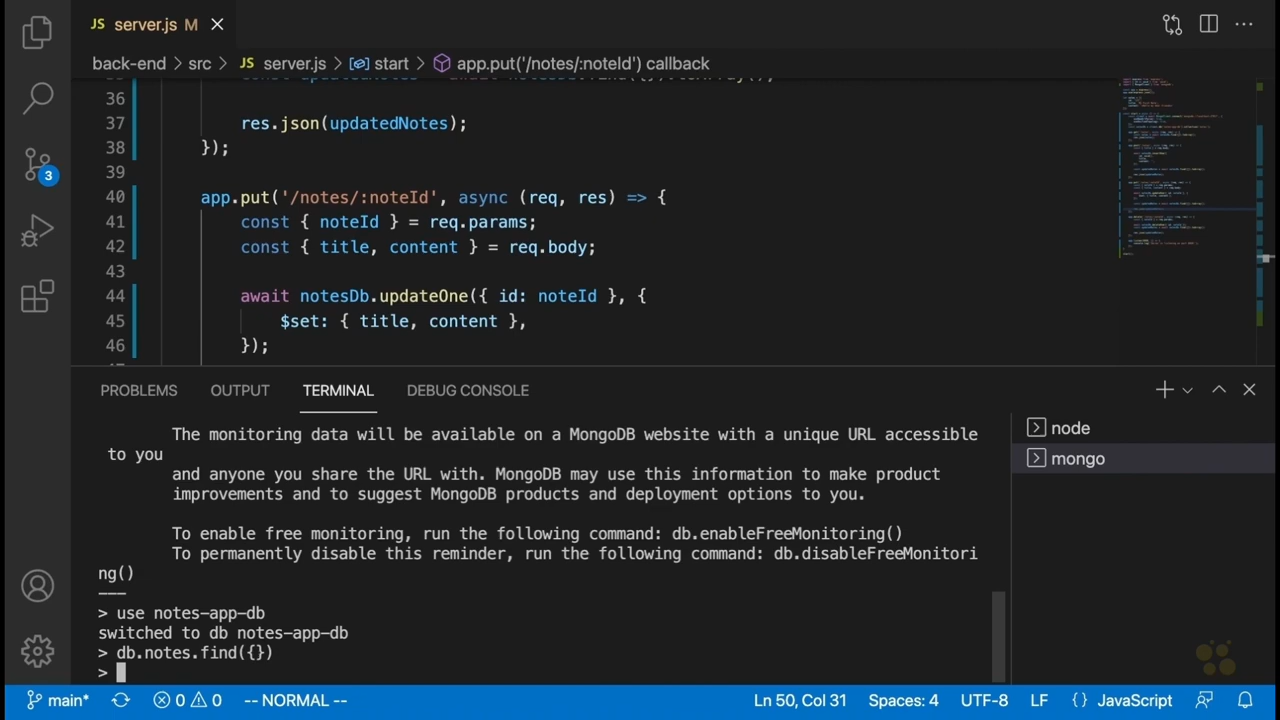 JS server.js M
back-end > src > JS server.js > start > app.put('/notes/:noteId') callback
36
37 res.json(updatedNotes);
38 });
39
40 app.put('/notes/:noteId', async (req, res) => {
41 const { noteId } = req.params;
42 const { title, content } = req.body;
43
44 await notesDb.updateOne({ id: noteId }, {
45 $set: { title, content },
46 });
3
PROBLEMS OUTPUT TERMINAL DEBUG CONSOLE
The monitoring data will be available on a MongoDB website with a unique URL accessible
to you
and anyone you share the URL with. MongoDB may use this information to make product
improvements and to suggest MongoDB products and deployment options to you.
To enable free monitoring, run the following command: db.enableFreeMonitoring()
To permanently disable this reminder, run the following command: db.disableFreeMonitori
ng()
---
> use notes-app-db
switched to db notes-app-db
> db.notes.find({})
>
node
mongo
main* 0 0 -- NORMAL -- Ln 50, Col 31 Spaces: 4 UTF-8 LF {} JavaScript